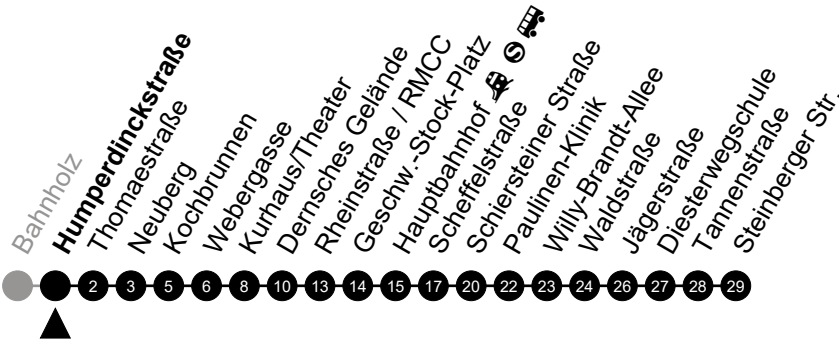 Bahnholz
Humperdinckstraße
Thomaestraße
Neuberg
Kochbrunnen
Webergasse
Kurhaus/Theater
Dernsches Gelände
Rheinstraße / RMCC
Geschw.-Stock-Platz
Hauptbahnhof S
Scheffelstraße
Schiersteiner Straße
Paulinen-Klinik
Willy-Brandt-Allee
Waldstraße
Jägerstraße
Diesterwegschule
Tannenstraße
Steinberger Str.
2 3 5 6 8 10 13 14 15 17 20 22 23 24 26 27 28 29